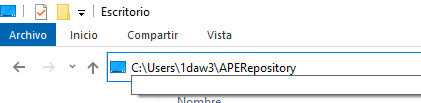 Escritorio
Archivo Inicio Compartir Vista
C:\Users\1daw3\APERepository
Nombre